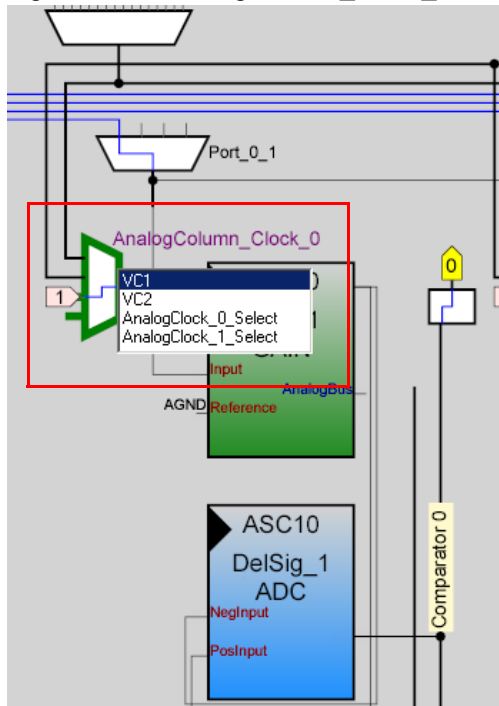 Port_0_1
AnalogColumn_Clock_0
0
1
VC1
VC2
AnalogClock_0_Select
AnalogClock_1_Select
Input
AnalogBus
AGND
Reference
ASC10
DelSig_1
ADC
NegInput
PosInput
Comparator 0